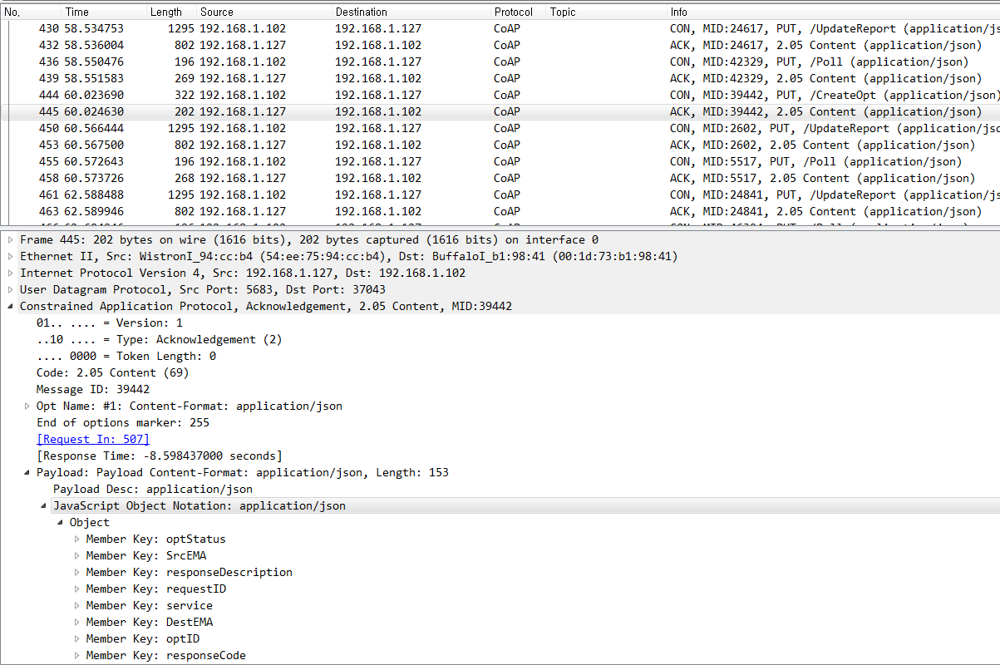 No. Time Length Source Destination Protocol Topic Info
430 58.534753 1295 192.168.1.102 192.168.1.127 CoAP CON, MID:24617, PUT, /UpdateReport (application/js
432 58.536004 802 192.168.1.127 192.168.1.102 CoAP ACK, MID:24617, 2.05 Content (application/json)
436 58.550476 196 192.168.1.102 192.168.1.127 CoAP CON, MID:42329, PUT, /Poll (application/json)
439 58.551583 269 192.168.1.127 192.168.1.102 CoAP ACK, MID:42329, 2.05 Content (application/json)
444 60.023690 322 192.168.1.102 192.168.1.127 CoAP CON, MID:39442, PUT, /CreateOpt (application/json)
445 60.024630 202 192.168.1.127 192.168.1.102 CoAP ACK, MID:39442, 2.05 Content (application/json)
450 60.566444 1295 192.168.1.102 192.168.1.127 CoAP CON, MID:2602, PUT, /UpdateReport (application/jso
453 60.567500 802 192.168.1.127 192.168.1.102 CoAP ACK, MID:2602, 2.05 Content (application/json)
455 60.572643 196 192.168.1.102 192.168.1.127 CoAP CON, MID:5517, PUT, /Poll (application/json)
458 60.573726 268 192.168.1.127 192.168.1.102 CoAP ACK, MID:5517, 2.05 Content (application/json)
461 62.588488 1295 192.168.1.102 192.168.1.127 CoAP CON, MID:24841, PUT, /UpdateReport (application/js
463 62.589946 802 192.168.1.127 192.168.1.102 CoAP ACK, MID:24841, 2.05 Content (application/json)
Frame 445: 202 bytes on wire (1616 bits), 202 bytes captured (1616 bits) on interface 0
Ethernet II, Src: WistronI_94:cc:b4 (54:ee:75:94:cc:b4), Dst: BuffaloI_b1:98:41 (00:1d:73:b1:98:41)
Internet Protocol Version 4, Src: 192.168.1.127, Dst: 192.168.1.102
User Datagram Protocol, Src Port: 5683, Dst Port: 37043
Constrained Application Protocol, Acknowledgement, 2.05 Content, MID:39442
01.. .... = Version: 1
..10 .... = Type: Acknowledgement (2)
.... 0000 = Token Length: 0
Code: 2.05 Content (69)
Message ID: 39442
Opt Name: #1: Content-Format: application/json
End of options marker: 255
[Request In: 507]
[Response Time: -8.598437000 seconds]
Payload: Payload Content-Format: application/json, Length: 153
Payload Desc: application/json
JavaScript Object Notation: application/json
Object
Member Key: optStatus
Member Key: SrcEMA
Member Key: responseDescription
Member Key: requestID
Member Key: service
Member Key: DestEMA
Member Key: optID
Member Key: responseCode